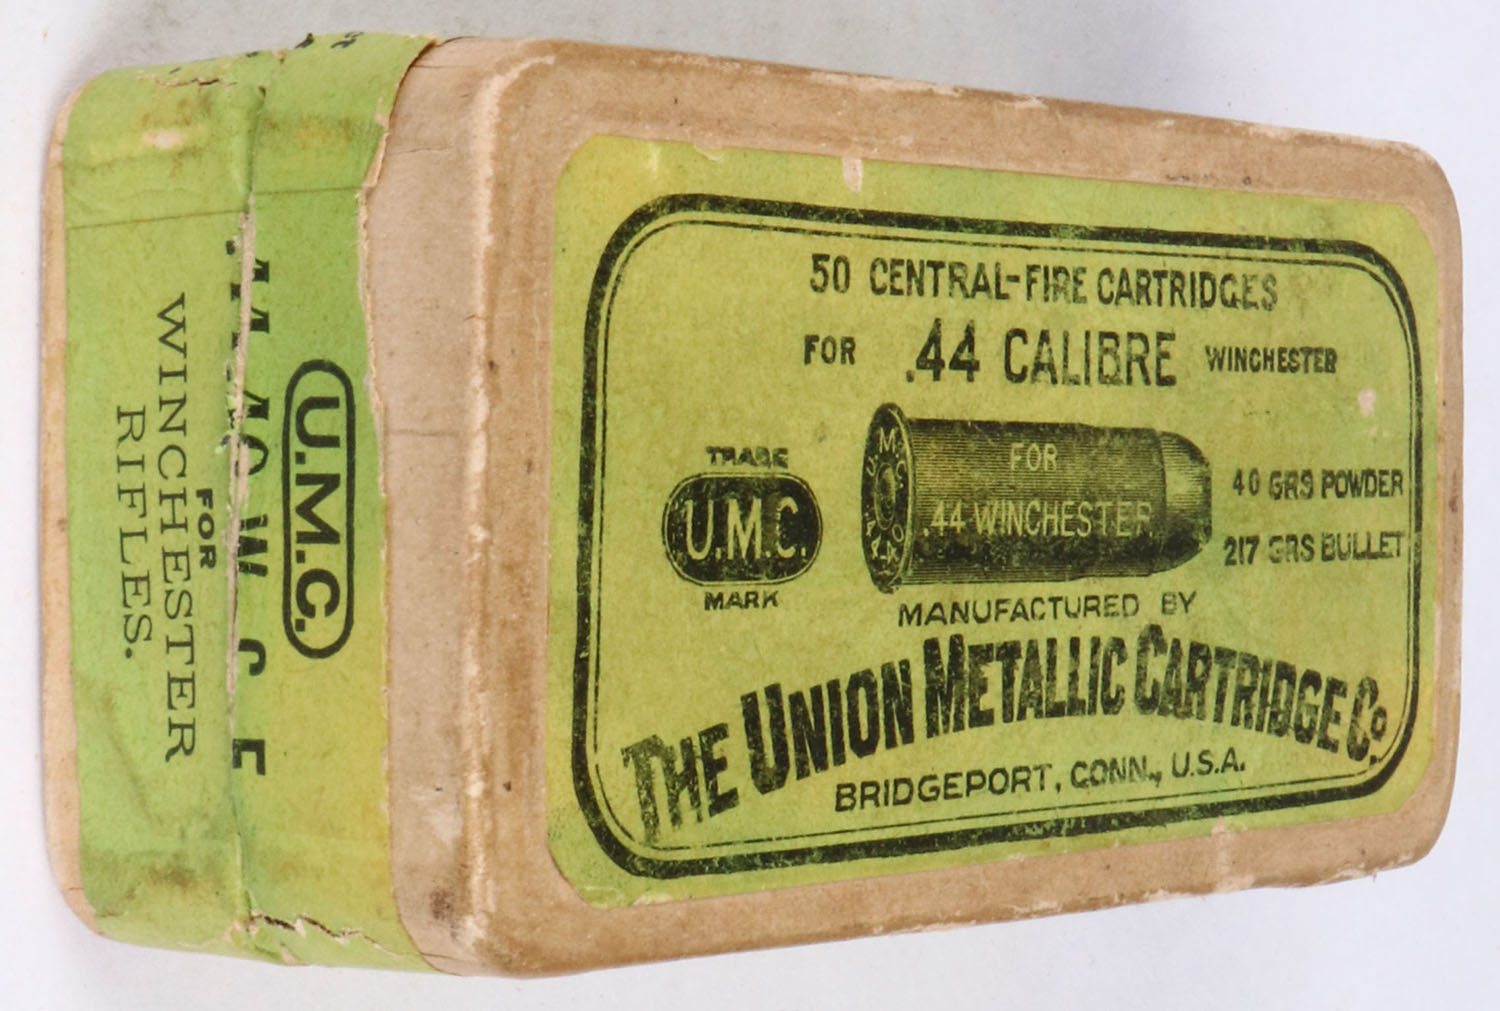 50 CENTRAL-FIRE CARTRIDGES
FOR .44 CALIBRE WINCHESTER
TRADE
U.M.C.
MARK
U.M.C.
FOR
.44 WINCHESTER
40 GRS POWDER
217 GRS BULLET
MANUFACTURED BY
THE UNION METALLIC CARTRIDGE CO
BRIDGEPORT, CONN., U.S.A.
U.M.C.
FOR
WINCHESTER
RIFLES.